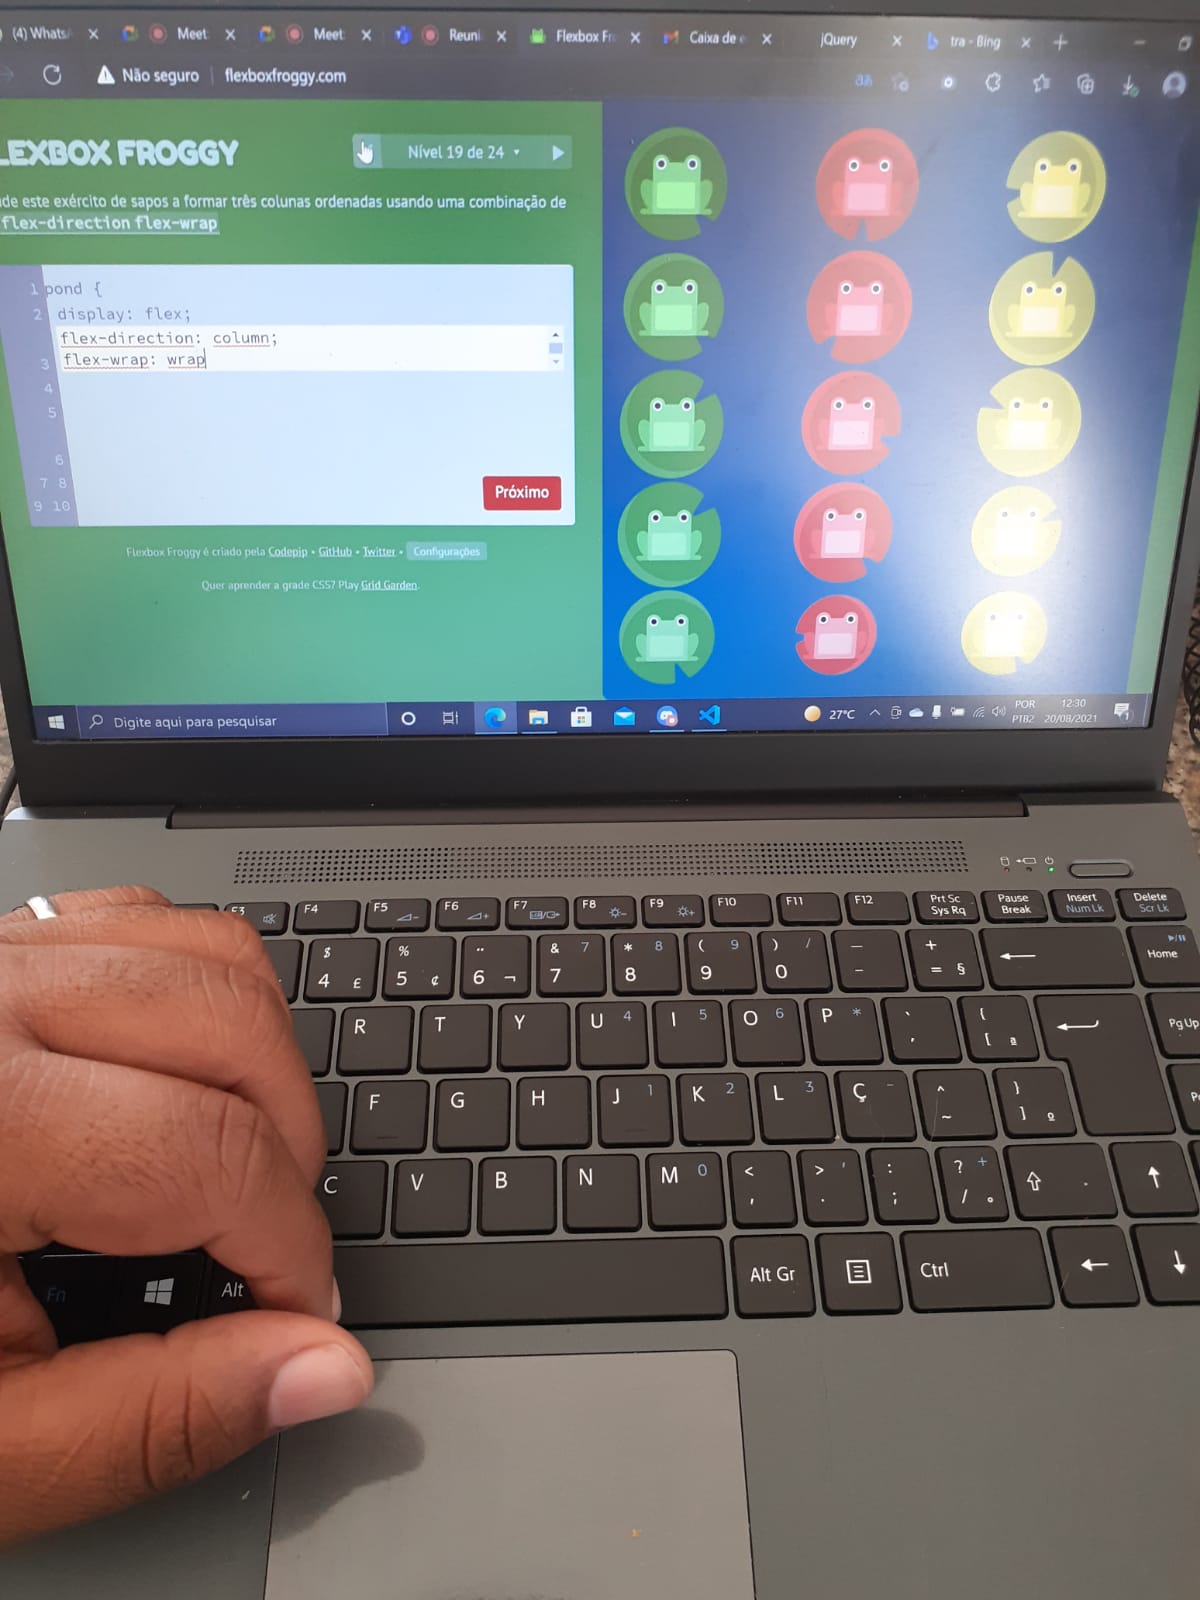 (4) Whats
Meet
Meet
Reuni
Flexbox Fr
Caixa de e
jQuery
tra - Bing
Não seguro
flexboxfroggy.com
LEXBOX FROGGY
Nível 19 de 24
de este exército de sapos a formar três colunas ordenadas usando uma combinação de
flex-direction flex-wrap
1 pond {
2 display: flex;
flex-direction: column;
3 flex-wrap: wrap
4
5
6
7 8
9 10
Próximo
Flexbox Froggy é criado pela Codepip • GitHub • Twitter • Configurações
Quer aprender a grade CSS? Play Grid Garden.
Digite aqui para pesquisar
27°C
POR
PTB2
12:30
20/08/2021
1
F3 F4 F5 F6 F7 F8 F9 F10 F11 F12 Prt Sc Sys Rq Pause Break Insert Num Lk Delete Scr Lk
$ 4 £ % 5 ¢ ¨ 6 ¬ & 7 7 * 8 8 ( 9 9 ) / 0 — - + = § ← Home
R T Y U 4 I 5 O 6 P * ` ´ { [ ª Pg Up
F G H J 1 K 2 L 3 Ç - ^ ~ } ] º
C V B N M 0 < , > . : ; ? + / °
Fn Alt Alt Gr Ctrl